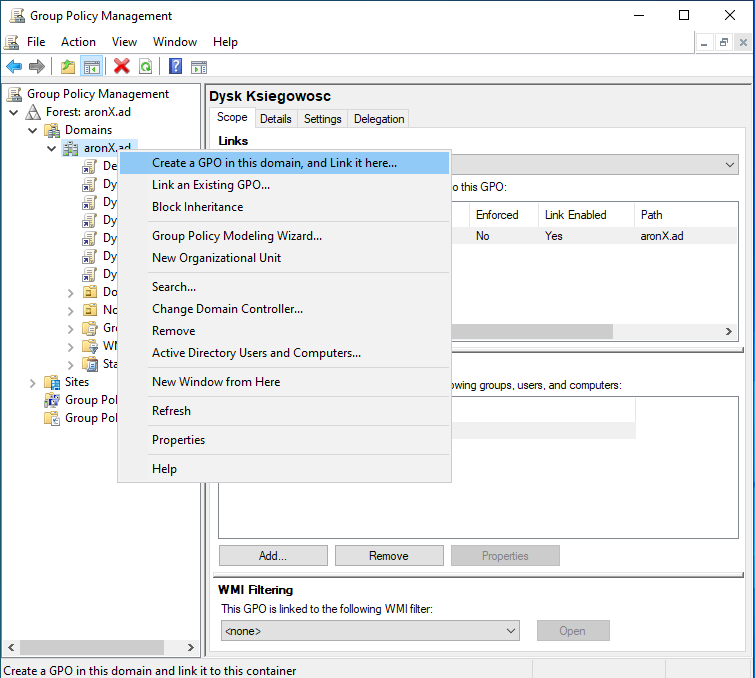 Group Policy Management
File Action View Window Help
Group Policy Management
Forest: aronX.ad
Domains
aronX.ad
De
Dy
Dy
Dy
Dy
Dy
Dy
Do
No
Gro
WM
Sta
Sites
Group Pol
Group Pol
Create a GPO in this domain, and Link it here...
Link an Existing GPO...
Block Inheritance
Group Policy Modeling Wizard...
New Organizational Unit
Search...
Change Domain Controller...
Remove
Active Directory Users and Computers...
New Window from Here
Refresh
Properties
Help
Dysk Ksiegowosc
Scope Details Settings Delegation
Links
o this GPO:
Enforced Link Enabled Path
No Yes aronX.ad
wing groups, users, and computers:
Add... Remove Properties
WMI Filtering
This GPO is linked to the following WMI filter:
<none> Open
Create a GPO in this domain and link it to this container